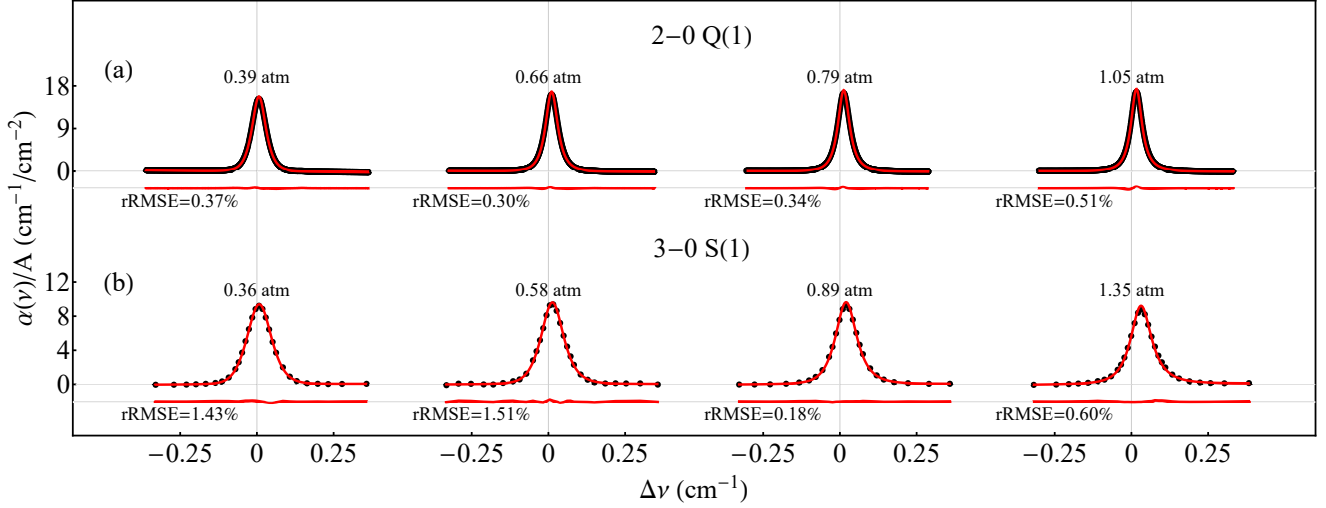 2−0 Q(1)
(a)
0.39 atm
0.66 atm
0.79 atm
1.05 atm
18
9
0
rRMSE=0.37%
rRMSE=0.30%
rRMSE=0.34%
rRMSE=0.51%
α(ν)/A (cm⁻¹/cm⁻²)
3−0 S(1)
(b)
0.36 atm
0.58 atm
0.89 atm
1.35 atm
12
8
4
0
rRMSE=1.43%
rRMSE=1.51%
rRMSE=0.18%
rRMSE=0.60%
−0.25 0 0.25 −0.25 0 0.25 −0.25 0 0.25 −0.25 0 0.25
Δν (cm⁻¹)